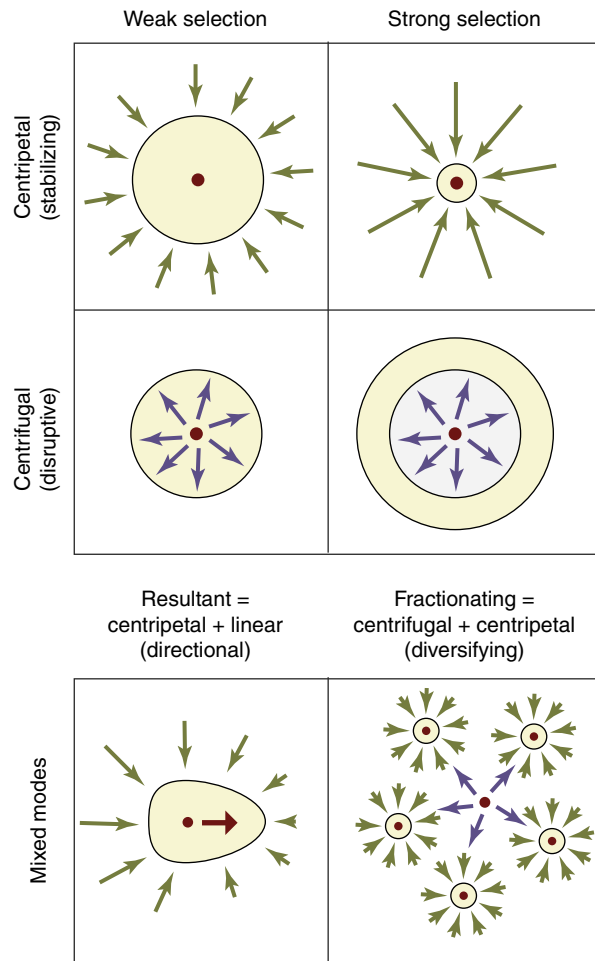 Weak selection
Strong selection
Centripetal
(stabilizing)
Centrifugal
(disruptive)
Resultant =
centripetal + linear
(directional)
Fractionating =
centrifugal + centripetal
(diversifying)
Mixed modes